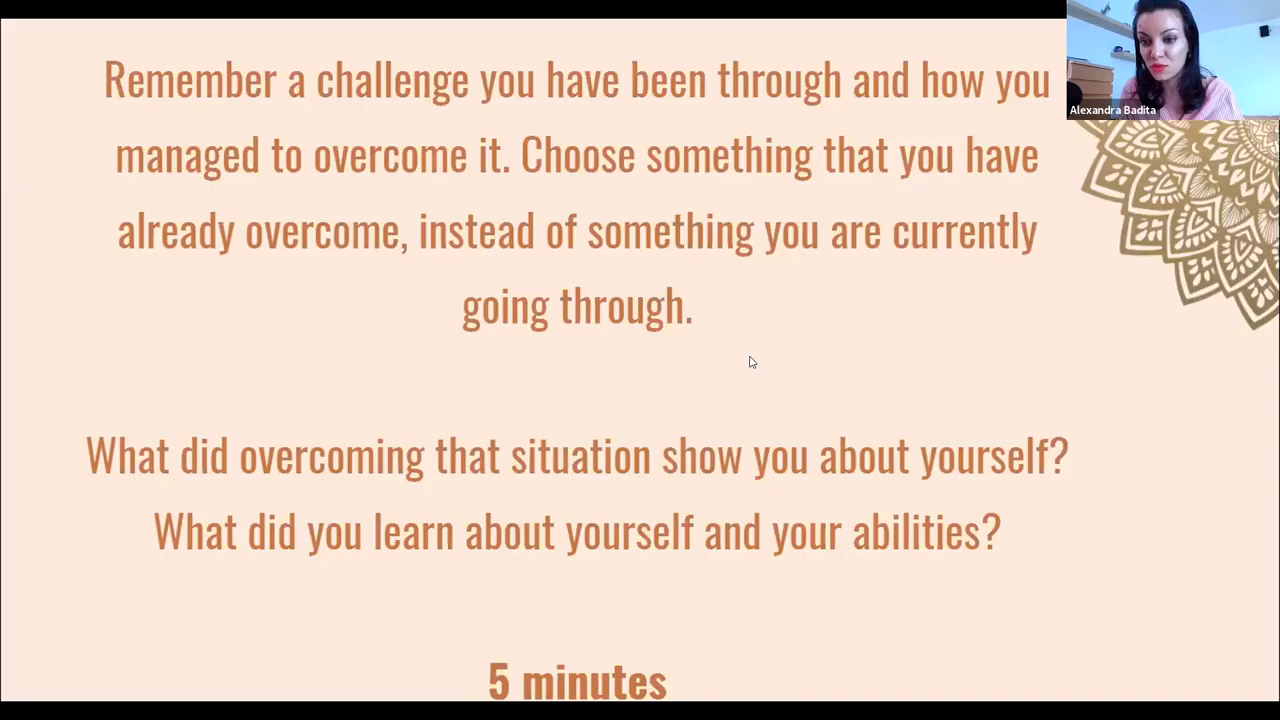 Remember a challenge you have been through and how you
managed to overcome it. Choose something that you have
already overcome, instead of something you are currently
going through.
What did overcoming that situation show you about yourself?
What did you learn about yourself and your abilities?
5 minutes
Alexandra Badita